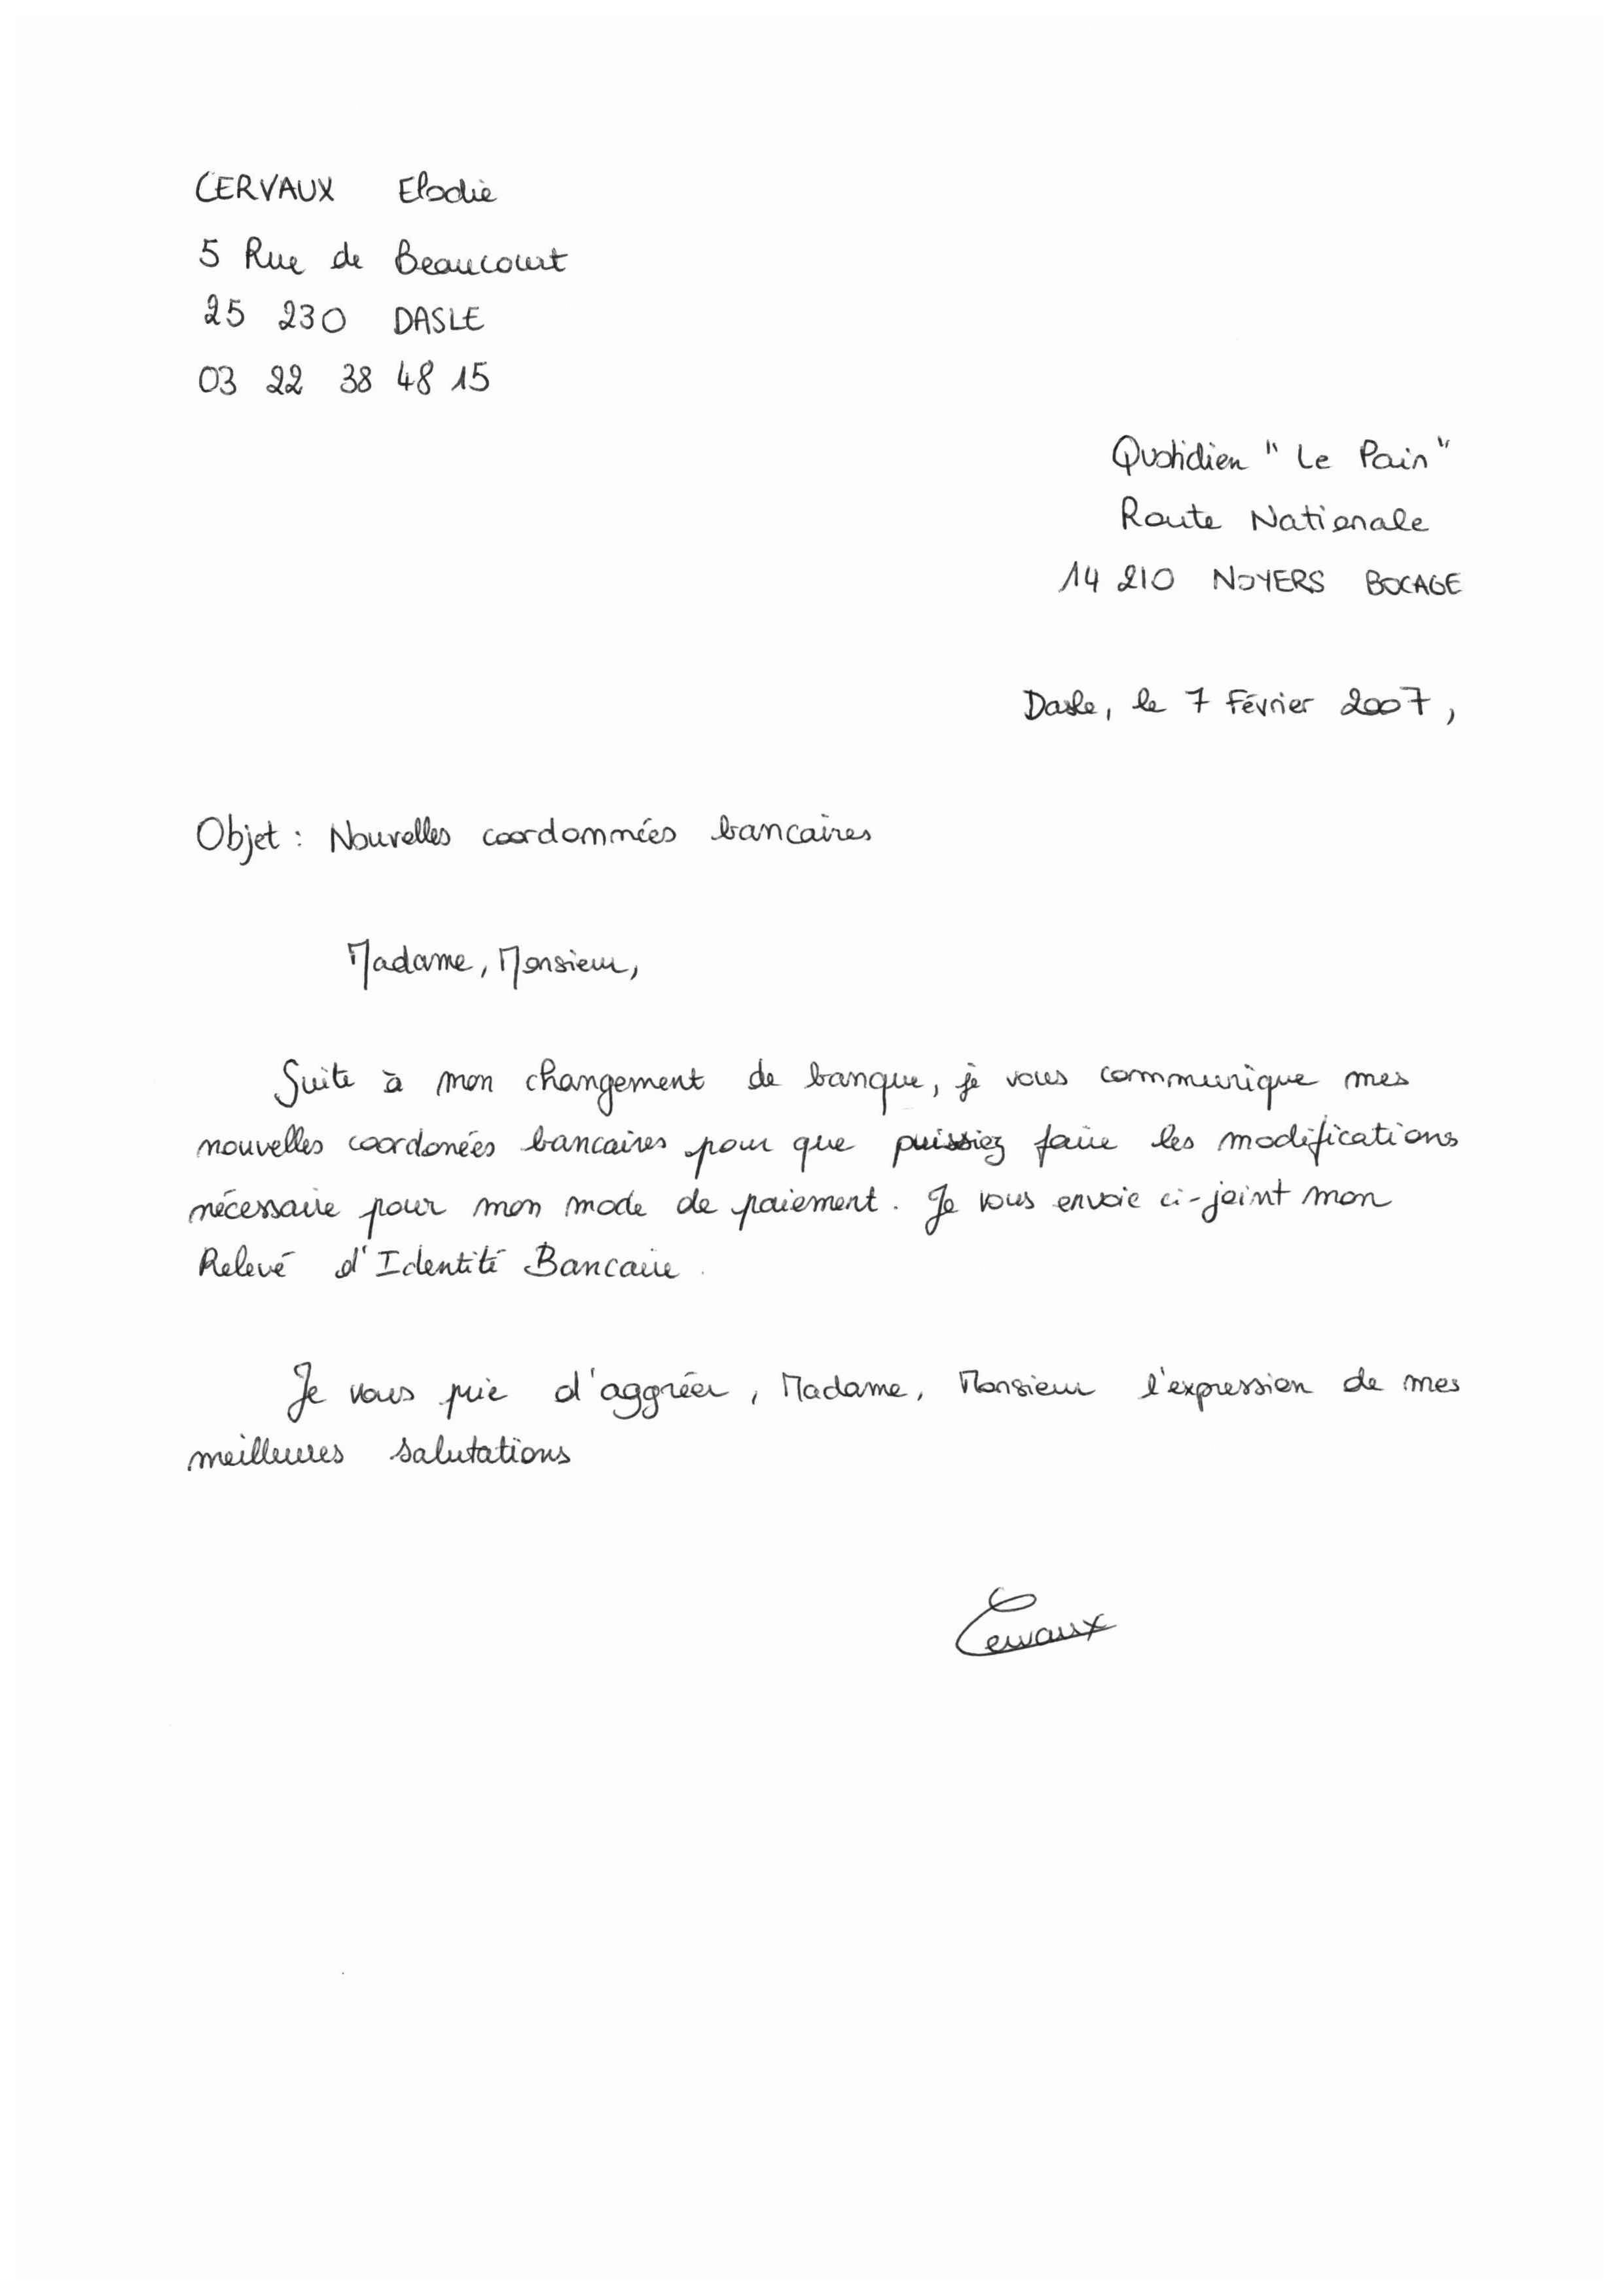 CERVAUX Elodie
5 Rue de Beaucourt
25 230 DASLE
03 22 38 48 15
Quotidien "Le Pain"
Route Nationale
14 210 NOYERS BOCAGE
Dasle, le 7 Février 2007,
Objet : Nouvelles coordonnées bancaires
Madame, Monsieur,
Suite à mon changement de banque, je vous communique mes
nouvelles coordonées bancaires pour que puissiez faire les modifications
nécessaire pour mon mode de paiement. Je vous envoie ci-joint mon
Relevé d'Identité Bancaire.
Je vous prie d'aggréer, Madame, Monsieur l'expression de mes
meilleures salutations
Cervaux